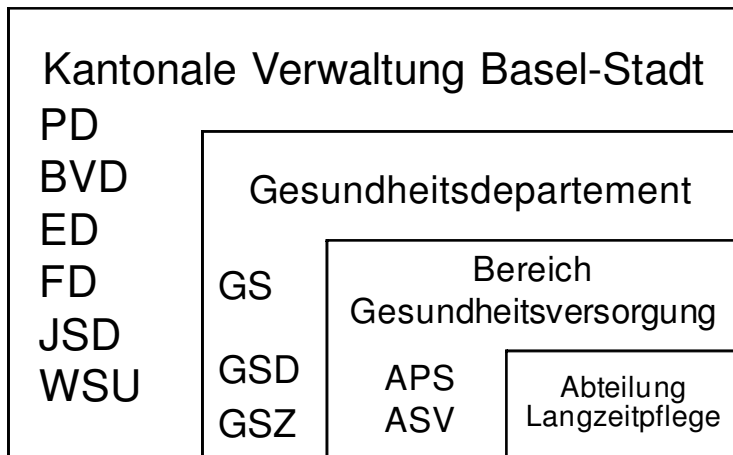 Kantonale Verwaltung Basel-Stadt
PD
BVD
ED
FD
JSD
WSU
Gesundheitsdepartement
GS
GSD
GSZ
Bereich
Gesundheitsversorgung
APS
ASV
Abteilung
Langzeitpflege